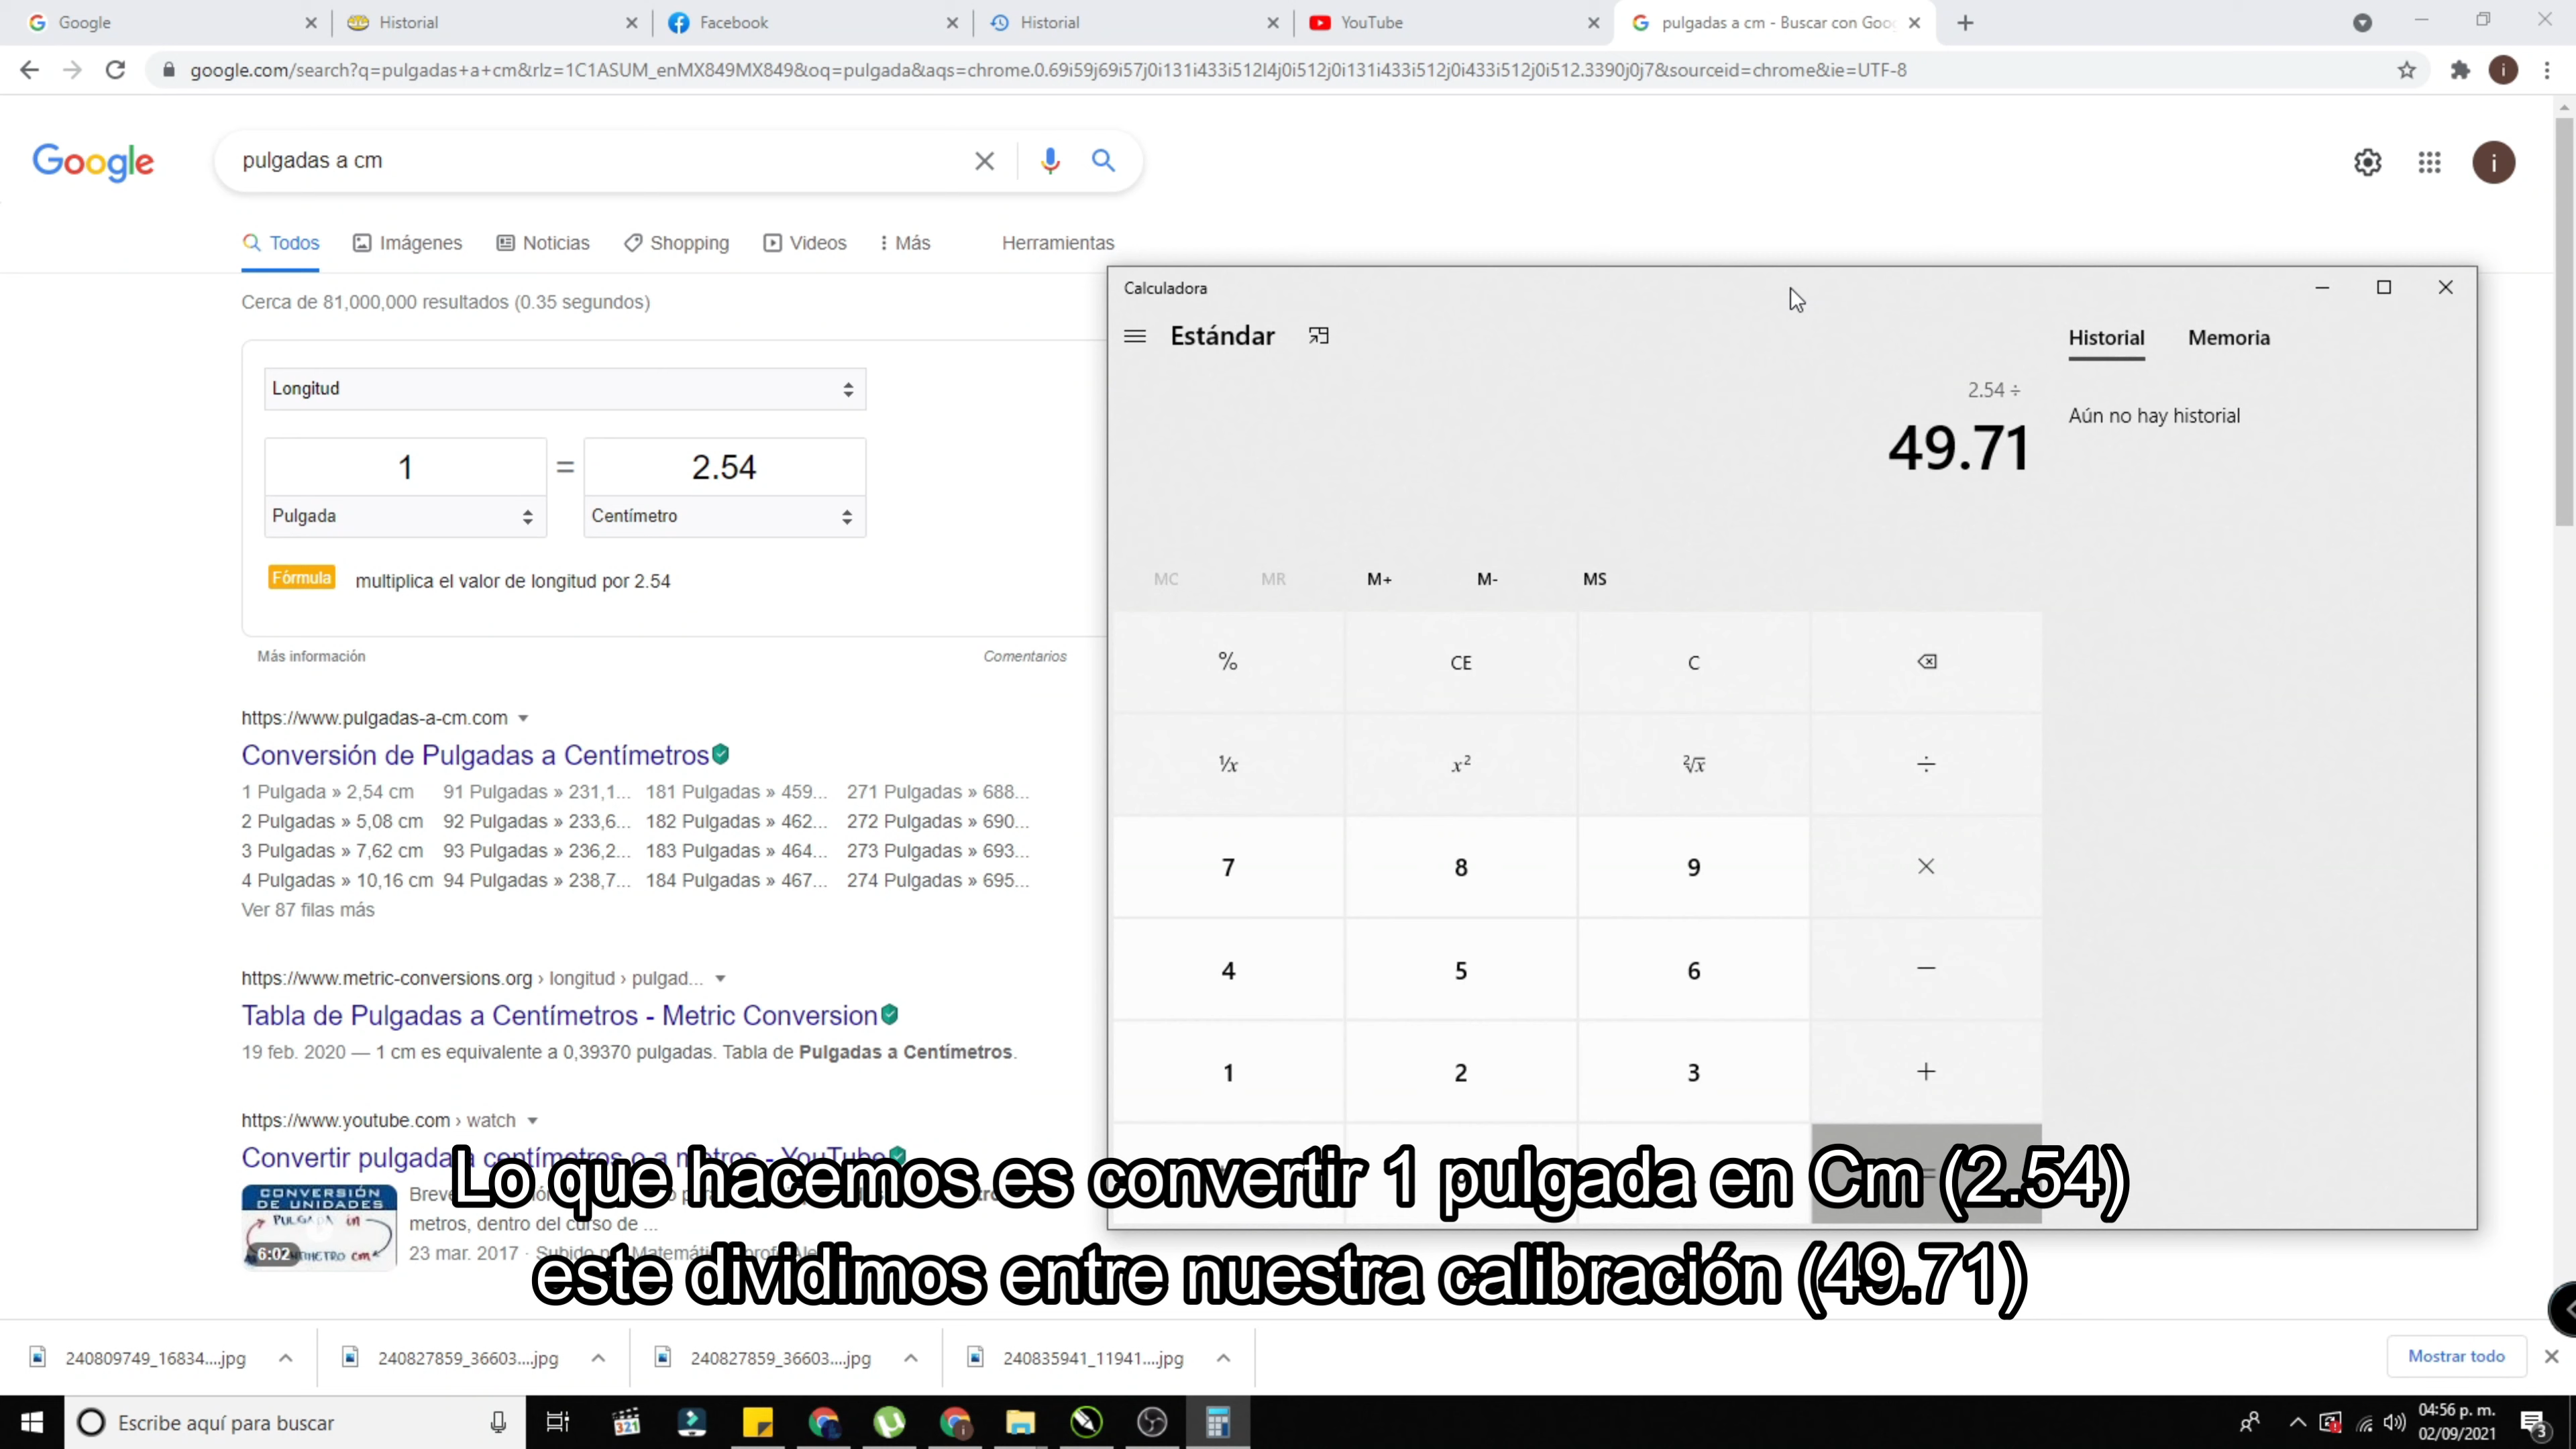 Google
Historial
Facebook
Historial
YouTube
pulgadas a cm - Buscar con Goo
google.com/search?q=pulgadas+a+cm&rlz=1C1ASUM_enMX849MX849&oq=pulgada&aqs=chrome.0.69i59j69i57j0i131i433i512l4j0i512j0i131i433i512j0i433i512j0i512.3390j0j7&sourceid=chrome&ie=UTF-8
i
Google
pulgadas a cm
i
Todos
Imágenes
Noticias
Shopping
Videos
Más
Herramientas
Cerca de 81,000,000 resultados (0.35 segundos)
Longitud
1 = 2.54
Pulgada
Centímetro
Fórmula multiplica el valor de longitud por 2.54
Más información
Comentarios
https://www.pulgadas-a-cm.com
Conversión de Pulgadas a Centímetros
1 Pulgada » 2,54 cm 91 Pulgadas » 231,1... 181 Pulgadas » 459... 271 Pulgadas » 688...
2 Pulgadas » 5,08 cm 92 Pulgadas » 233,6... 182 Pulgadas » 462... 272 Pulgadas » 690...
3 Pulgadas » 7,62 cm 93 Pulgadas » 236,2... 183 Pulgadas » 464... 273 Pulgadas » 693...
4 Pulgadas » 10,16 cm 94 Pulgadas » 238,7... 184 Pulgadas » 467... 274 Pulgadas » 695...
Ver 87 filas más
https://www.metric-conversions.org › longitud › pulgad...
Tabla de Pulgadas a Centímetros - Metric Conversion
19 feb. 2020 — 1 cm es equivalente a 0,39370 pulgadas. Tabla de Pulgadas a Centímetros.
https://www.youtube.com › watch
Convertir pulgada a centímetros o a metros - YouTube
CONVERSIÓN
DE UNIDADES
PULGADA in
cm
6:02
metros, dentro del curso de ...
23 mar. 2017 · Subido
Calculadora
Estándar
2.54 ÷
49.71
Historial
Memoria
Aún no hay historial
MC MR M+ M- MS
% CE C
¹⁄x x² ²√x ÷
7 8 9 ×
4 5 6 −
1 2 3 +
Lo que hacemos es convertir 1 pulgada en Cm (2.54)
este dividimos entre nuestra calibración (49.71)
240809749_16834....jpg
240827859_36603....jpg
240827859_36603....jpg
240835941_11941....jpg
Mostrar todo
Escribe aquí para buscar
321
04:56 p. m.
02/09/2021
3